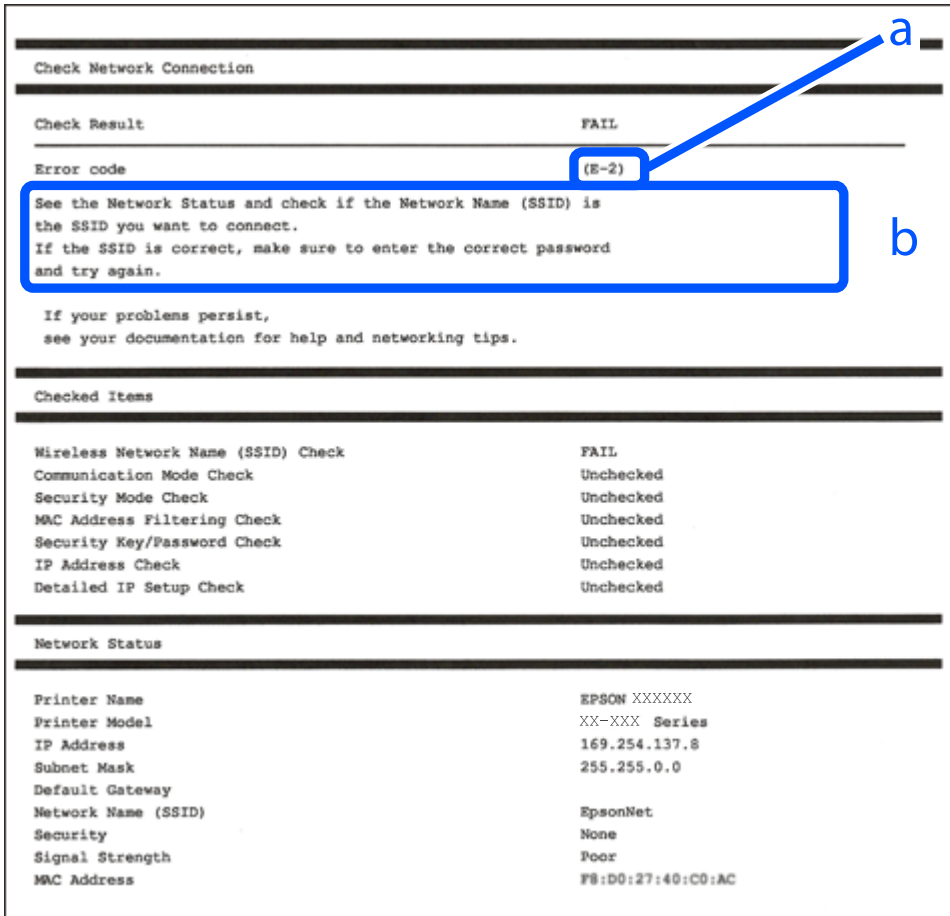 a
Check Network Connection
Check Result FAIL
Error code (E-2)
See the Network Status and check if the Network Name (SSID) is
the SSID you want to connect.
If the SSID is correct, make sure to enter the correct password
and try again.
b
If your problems persist,
see your documentation for help and networking tips.
Checked Items
Wireless Network Name (SSID) Check FAIL
Communication Mode Check Unchecked
Security Mode Check Unchecked
MAC Address Filtering Check Unchecked
Security Key/Password Check Unchecked
IP Address Check Unchecked
Detailed IP Setup Check Unchecked
Network Status
Printer Name EPSON XXXXXX
Printer Model XX-XXX Series
IP Address 169.254.137.8
Subnet Mask 255.255.0.0
Default Gateway
Network Name (SSID) EpsonNet
Security None
Signal Strength Poor
MAC Address F8:D0:27:40:C0:AC